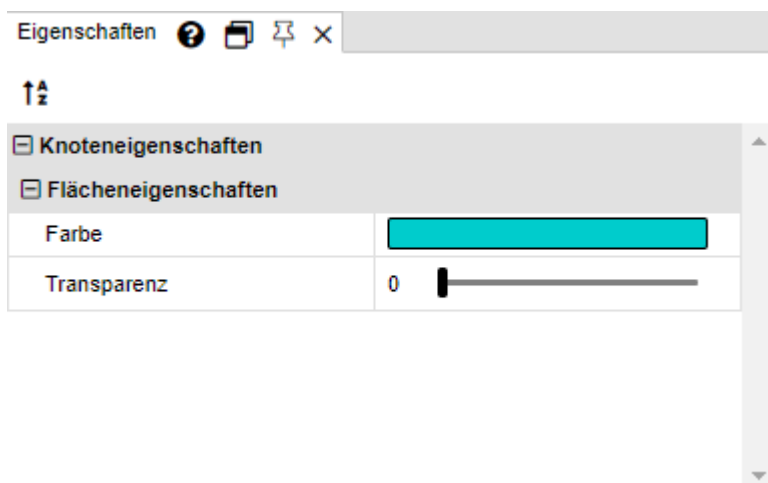 Eigenschaften
Knoteneigenschaften
Flächeneigenschaften
Farbe
Transparenz 0